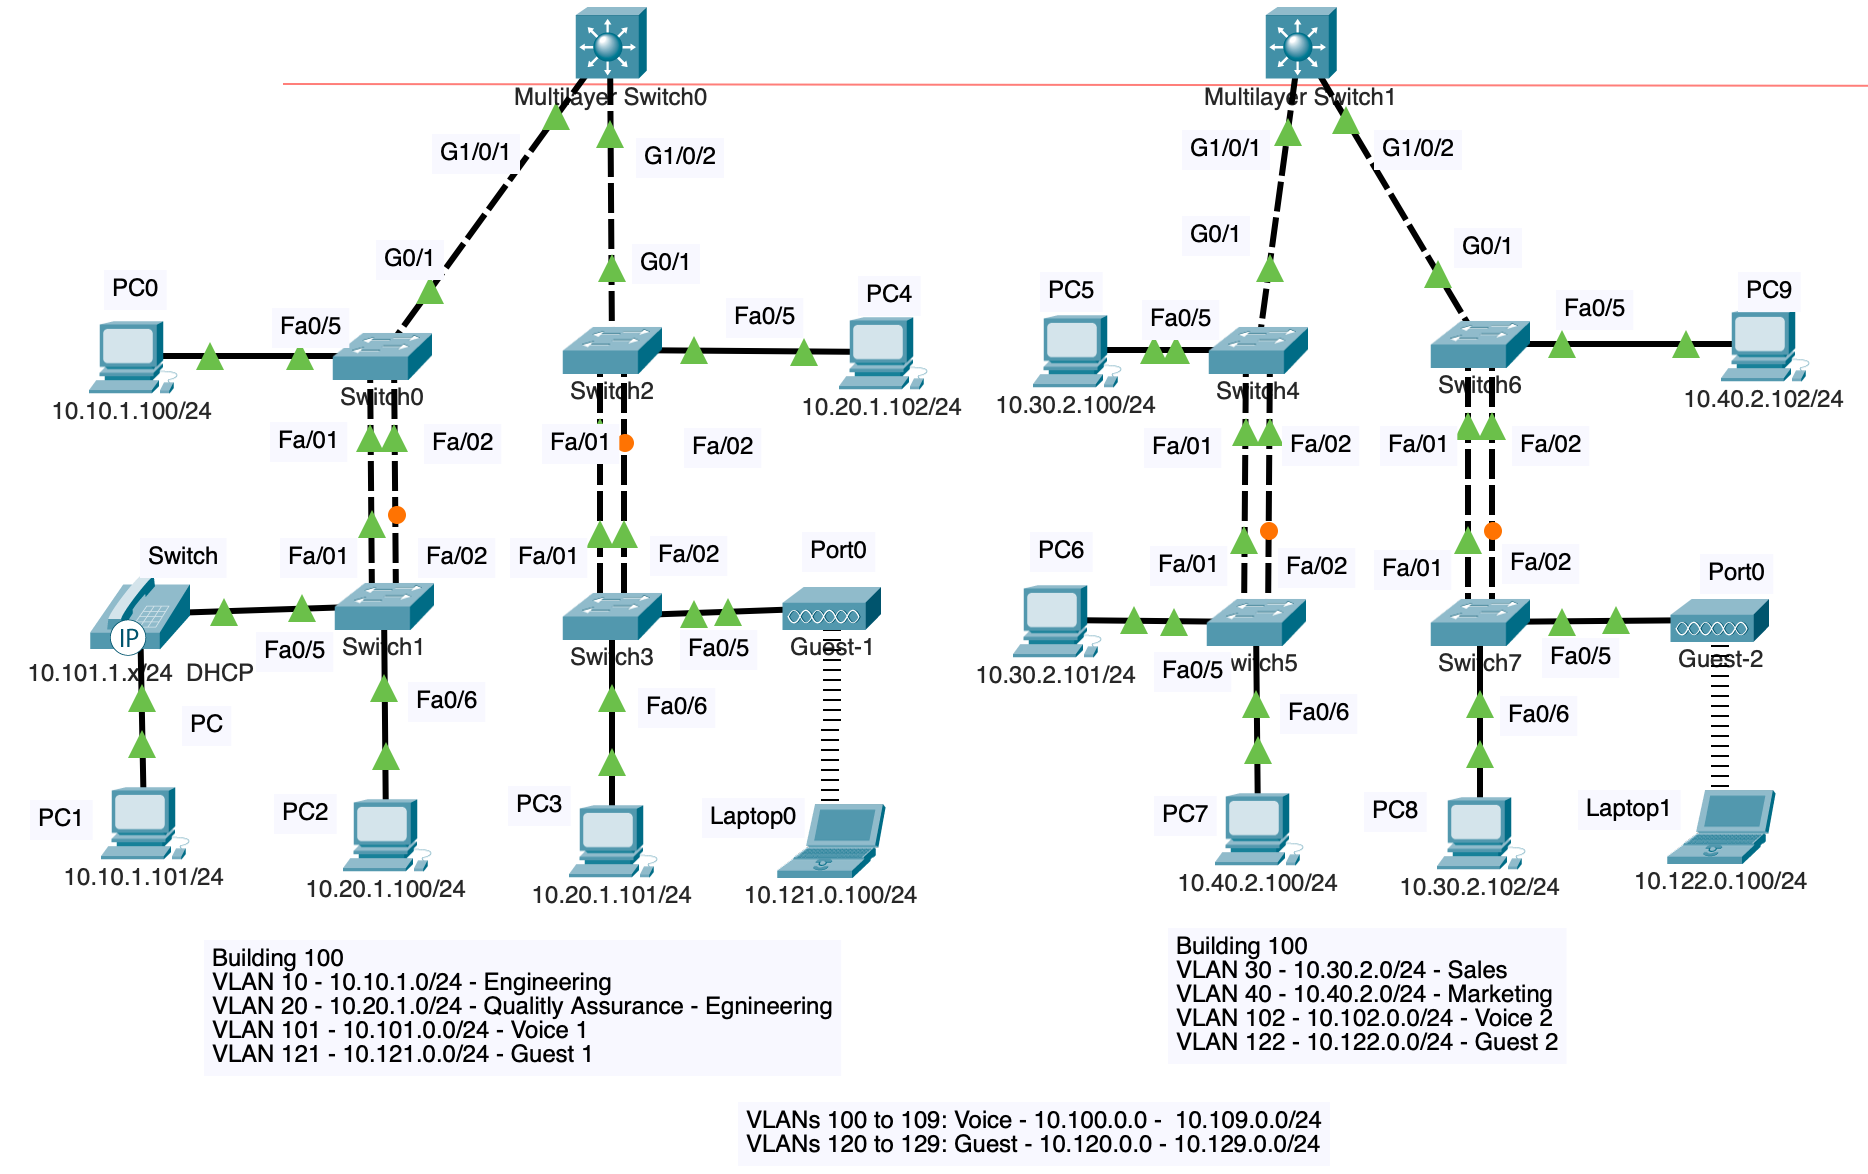 Multilayer Switch0
Multilayer Switch1
G1/0/1
G1/0/2
G1/0/1
G1/0/2
G0/1
G0/1
G0/1
G0/1
PC0
Fa0/5
Fa0/5
PC4
PC5
Fa0/5
Fa0/5
PC9
Switch0
Switch2
Switch4
Switch6
10.10.1.100/24
10.20.1.102/24
10.30.2.100/24
10.40.2.102/24
Fa/01
Fa/02
Fa/01
Fa/02
Fa/01
Fa/02
Fa/01
Fa/02
Switch
Fa/01
Fa/02
Fa/01
Fa/02
Port0
PC6
Fa/01
Fa/02
Fa/01
Fa/02
Port0
IP
10.101.1.x/24 DHCP
Fa0/5
Switch1
Switch3
Fa0/5
Guest-1
10.30.2.101/24
Fa0/5
witch5
Switch7
Fa0/5
Guest-2
PC
Fa0/6
Fa0/6
Fa0/6
Fa0/6
PC1
PC2
PC3
Laptop0
PC7
PC8
Laptop1
10.10.1.101/24
10.20.1.100/24
10.20.1.101/24
10.121.0.100/24
10.40.2.100/24
10.30.2.102/24
10.122.0.100/24
Building 100
VLAN 10 - 10.10.1.0/24 - Engineering
VLAN 20 - 10.20.1.0/24 - Qualitly Assurance - Egnineering
VLAN 101 - 10.101.0.0/24 - Voice 1
VLAN 121 - 10.121.0.0/24 - Guest 1
Building 100
VLAN 30 - 10.30.2.0/24 - Sales
VLAN 40 - 10.40.2.0/24 - Marketing
VLAN 102 - 10.102.0.0/24 - Voice 2
VLAN 122 - 10.122.0.0/24 - Guest 2
VLANs 100 to 109: Voice - 10.100.0.0 - 10.109.0.0/24
VLANs 120 to 129: Guest - 10.120.0.0 - 10.129.0.0/24